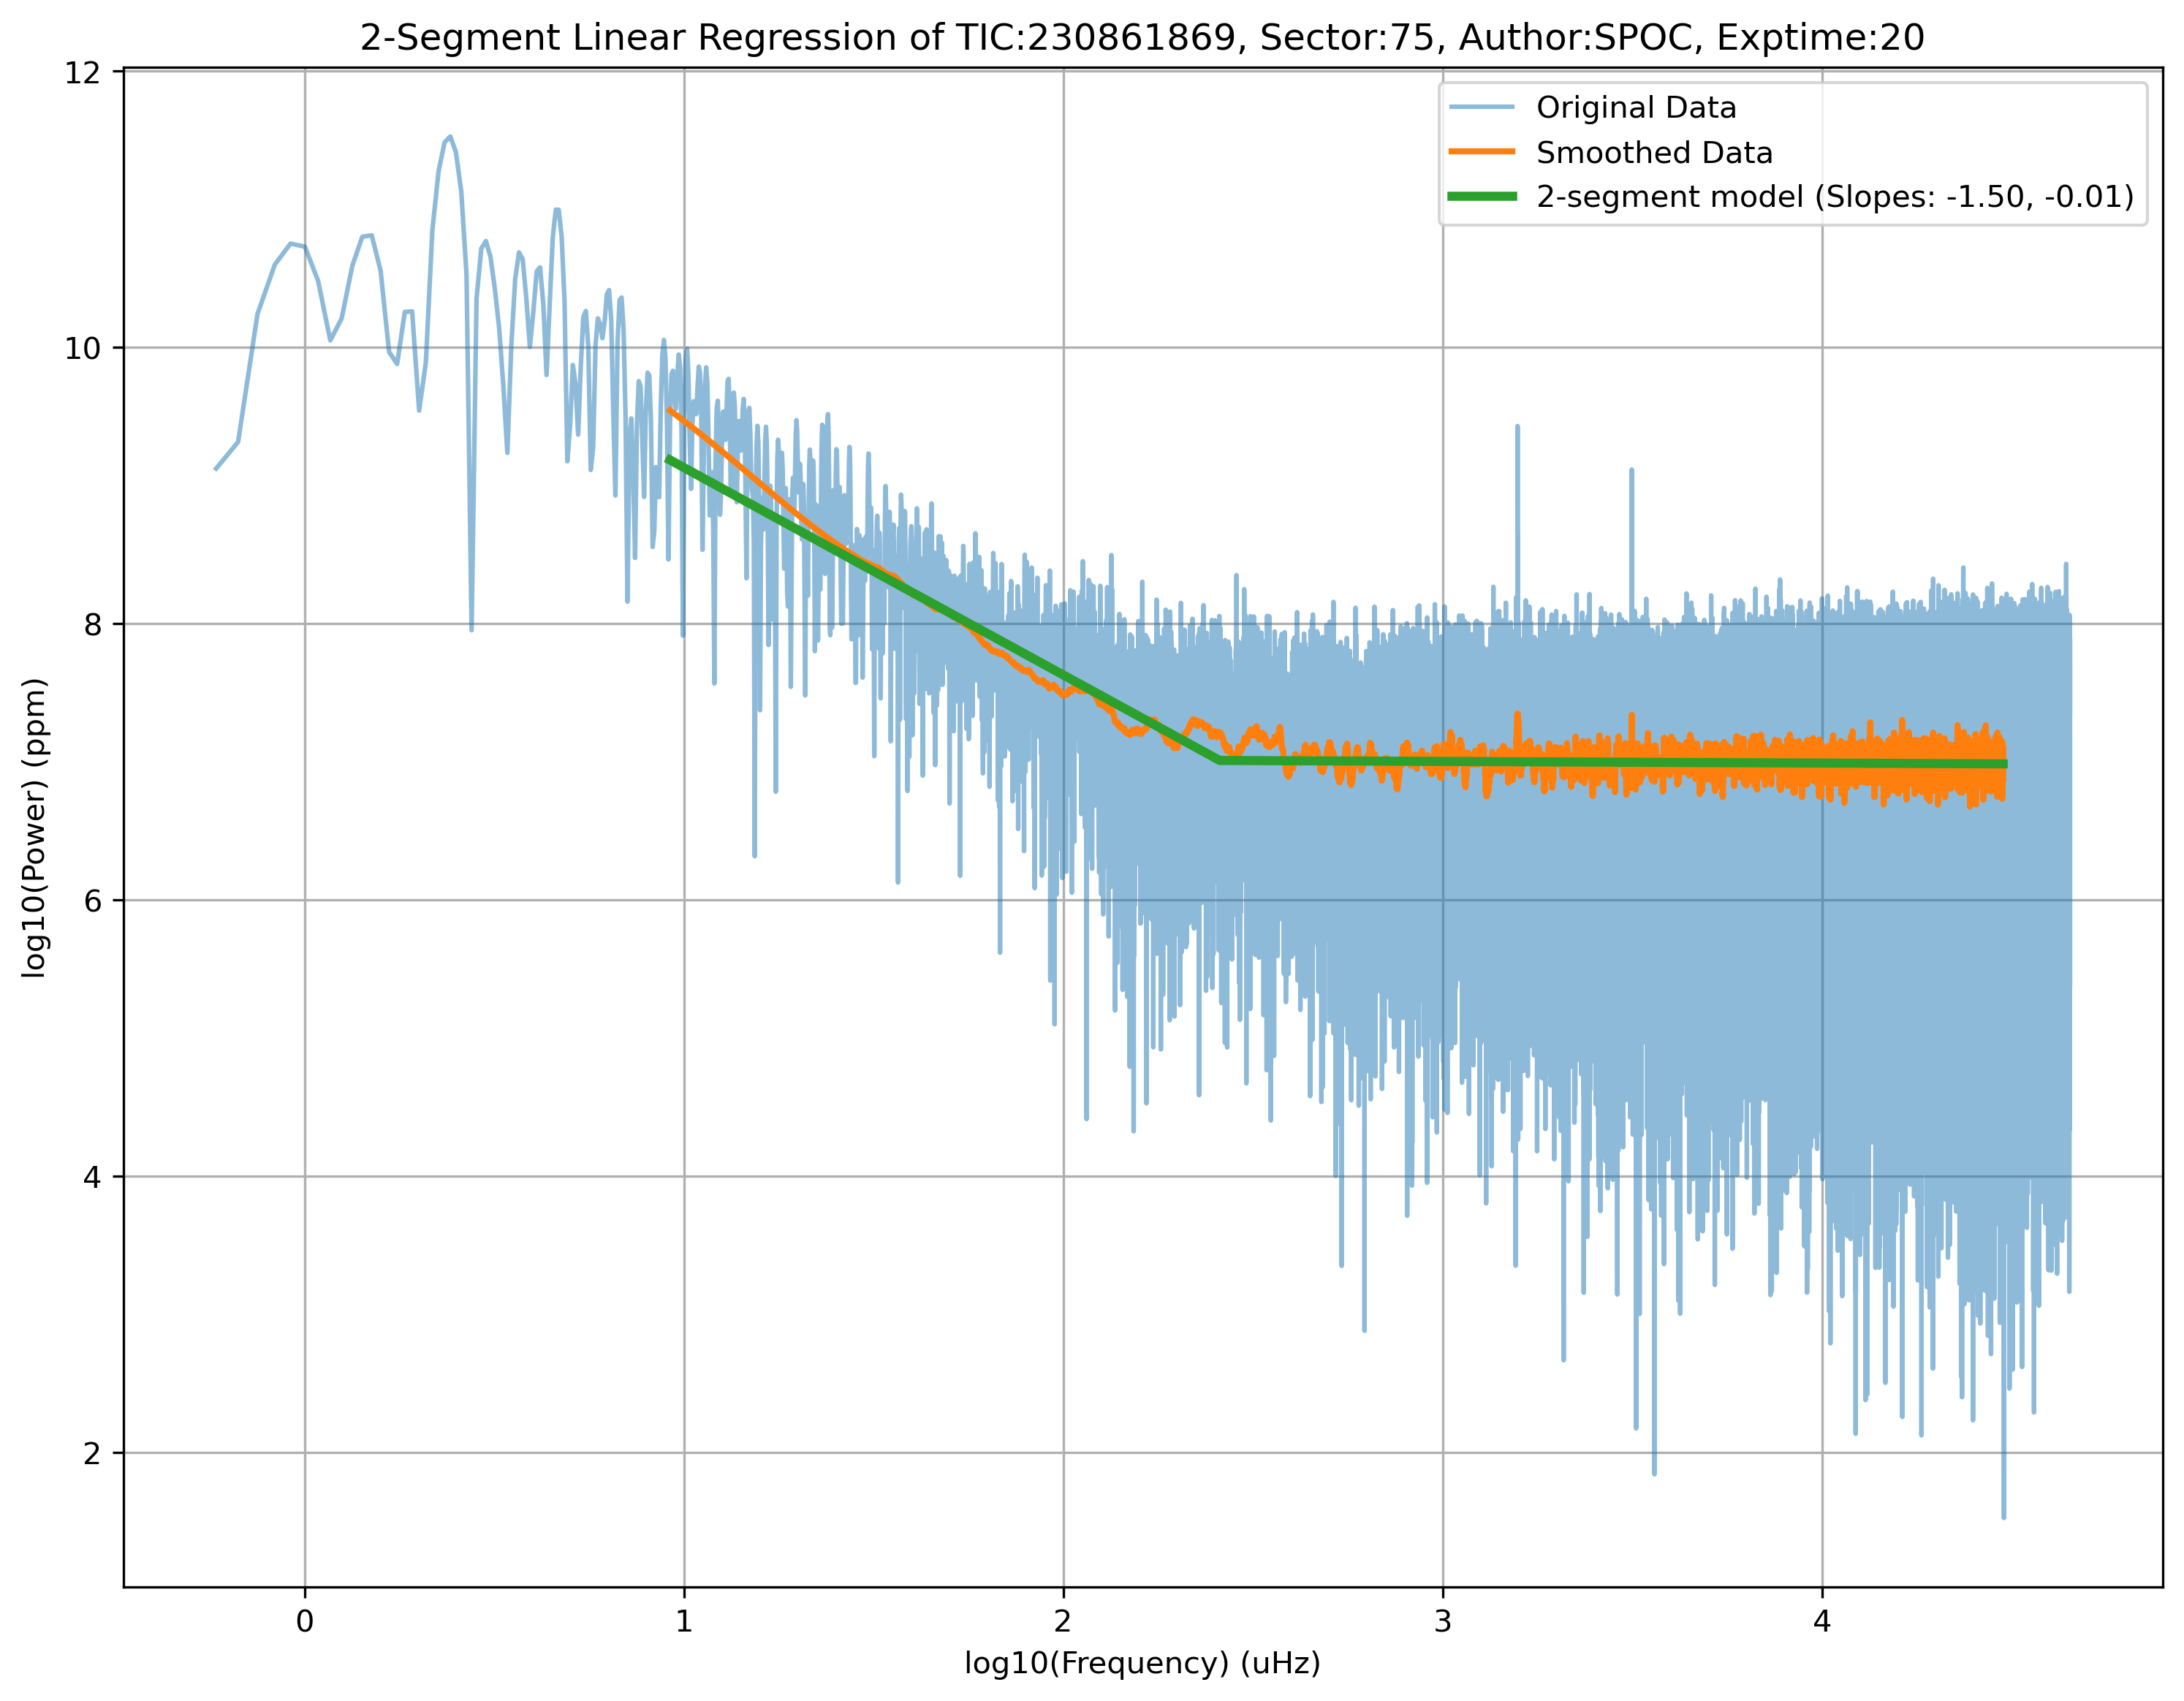 2-Segment Linear Regression of TIC:230861869, Sector:75, Author:SPOC, Exptime:20
Original Data
Smoothed Data
2-segment model (Slopes: -1.50, -0.01)
log10(Power) (ppm)
12
10
8
6
4
2
0 1 2 3 4
log10(Frequency) (uHz)